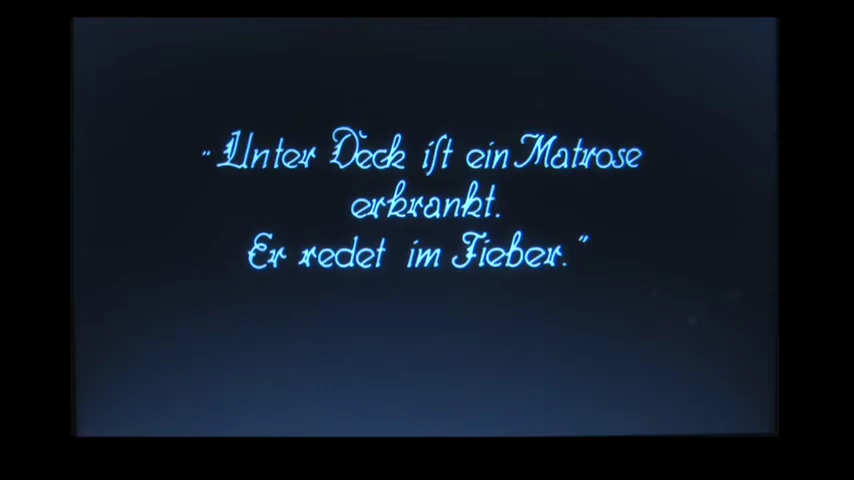 "Unter Deck ist ein Matrose
erkrankt.
Er redet im Fieber."